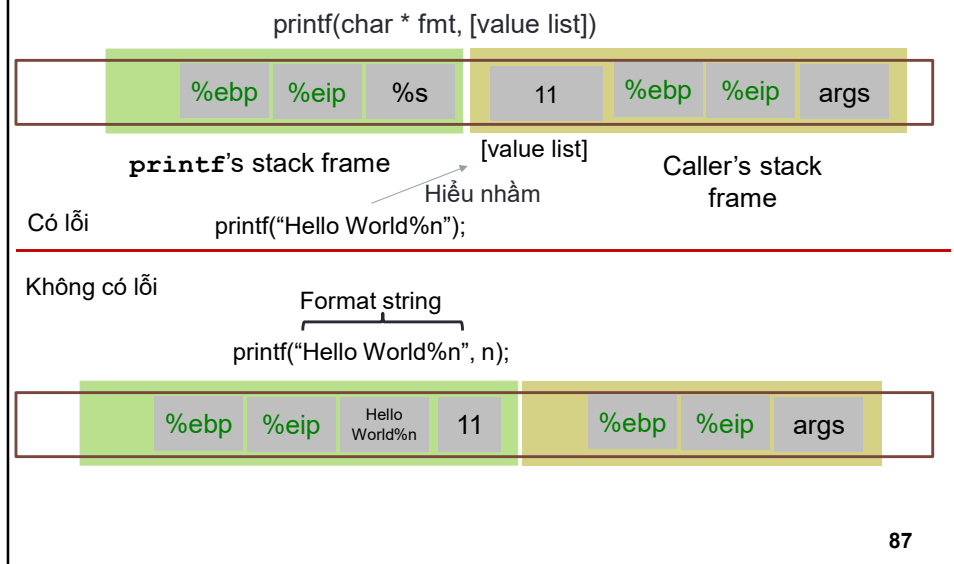 printf(char * fmt, [value list])
%ebp %eip %s 11 %ebp %eip args
printf's stack frame
[value list]
Caller's stack
frame
Hiểu nhầm
Có lỗi
printf(“Hello World%n”);
Không có lỗi
Format string
printf(“Hello World%n”, n);
%ebp %eip Hello
World%n 11 %ebp %eip args
87